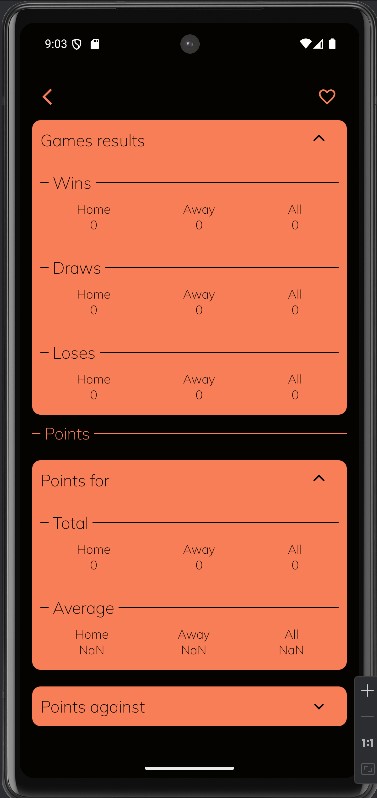 9:03
Games results
Wins
Home Away All
0 0 0
Draws
Home Away All
0 0 0
Loses
Home Away All
0 0 0
Points
Points for
Total
Home Away All
0 0 0
Average
Home Away All
NaN NaN NaN
Points against
1:1